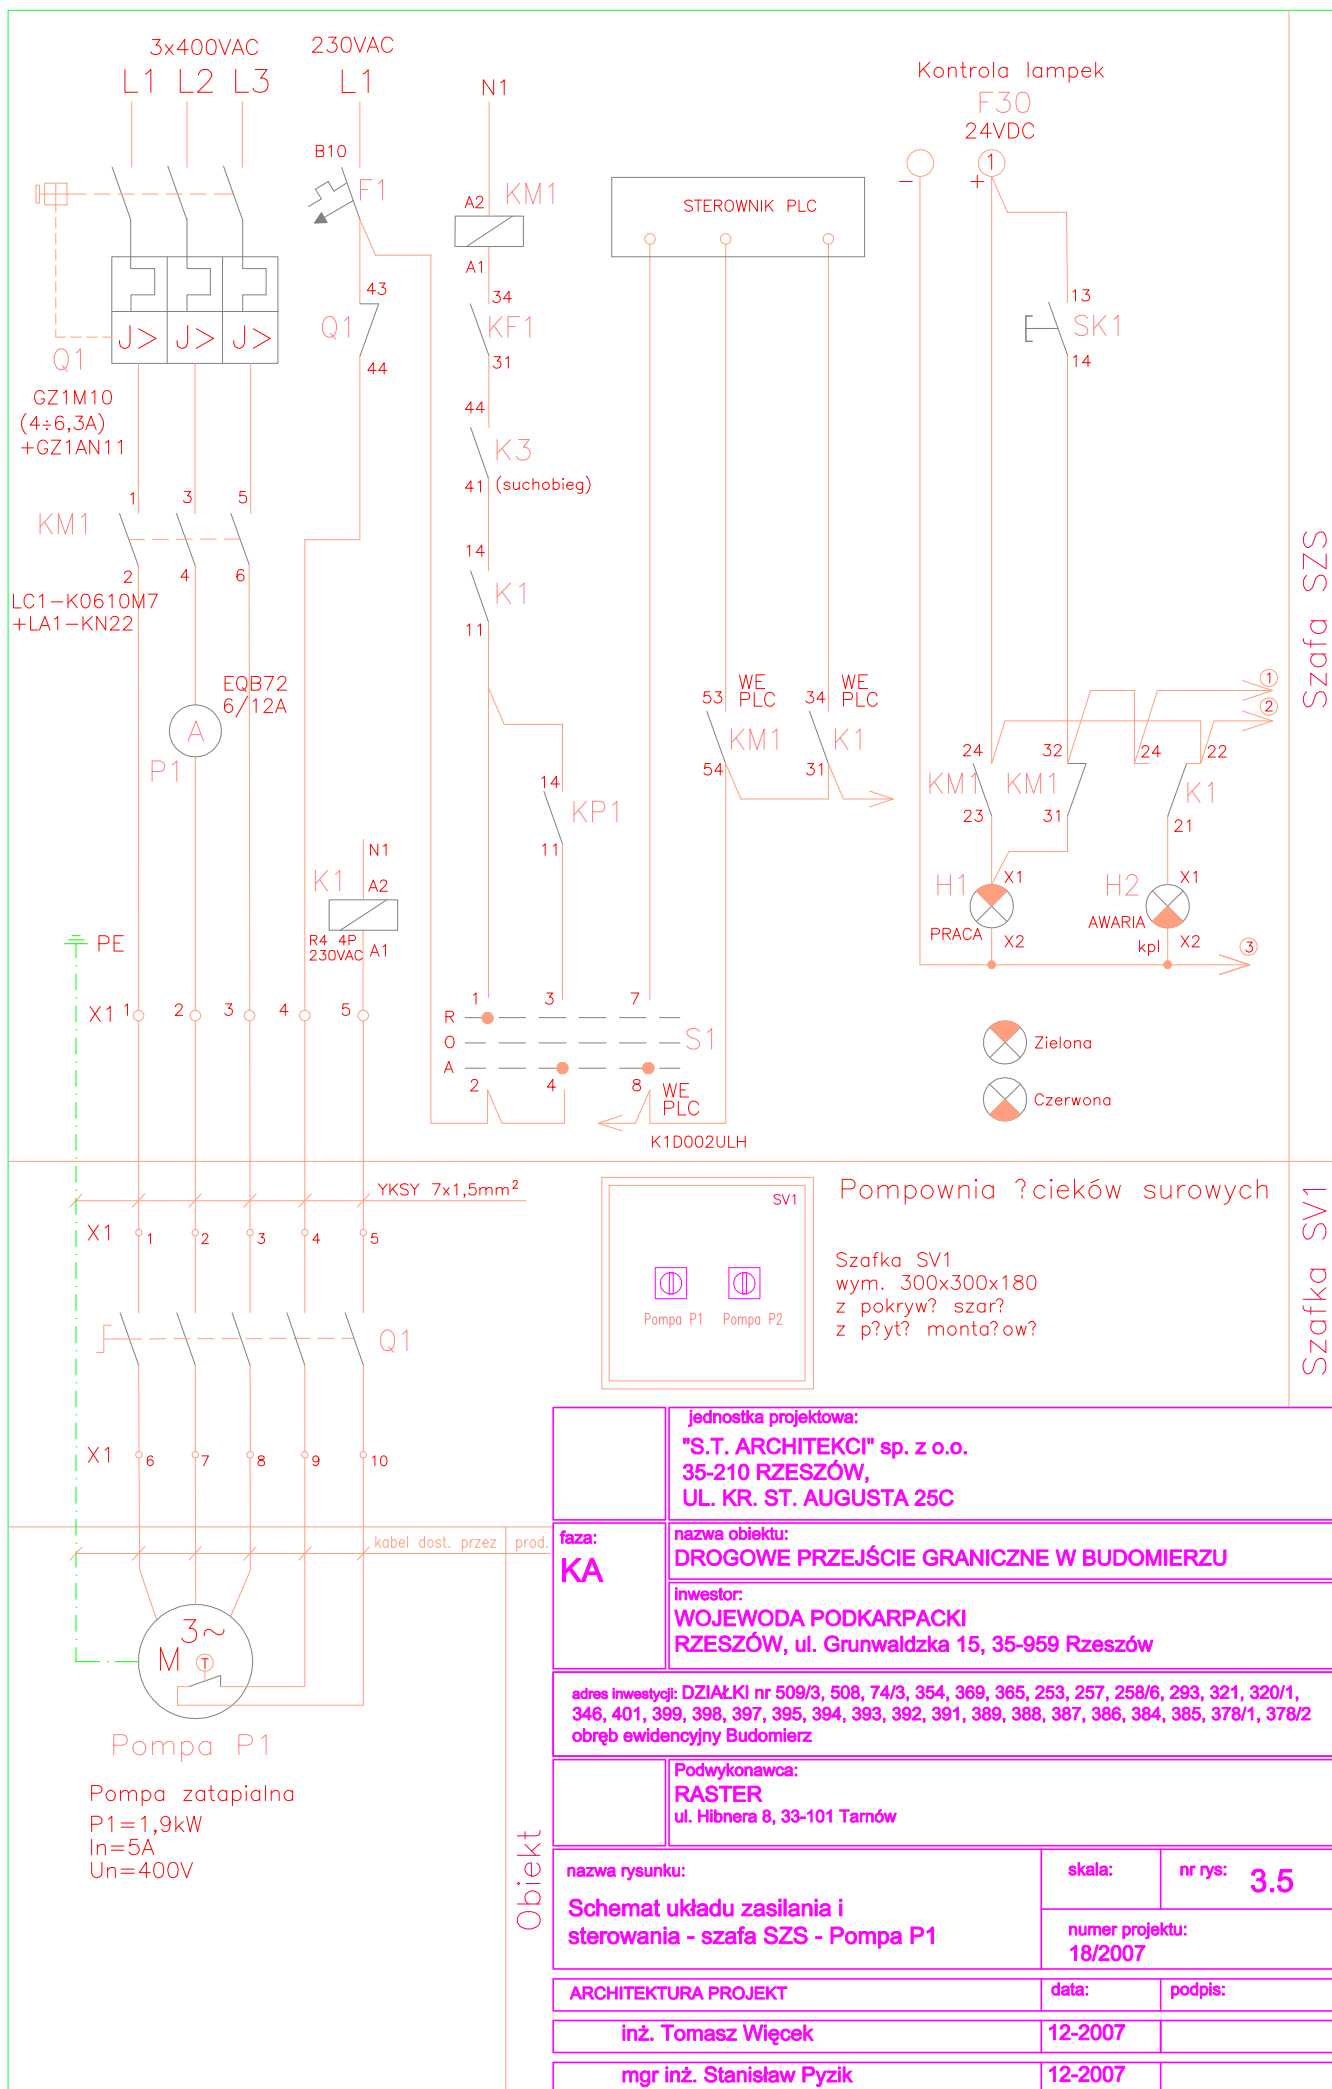 3x400VAC
L1 L2 L3
230VAC
L1
N1
Kontrola lampek
F30
24VDC
- + 1
B10
F1
A2
KM1
A1
STEROWNIK PLC
43
Q1
44
34
KF1
31
13
SK1
14
J> J> J>
Q1
GZ1M10
(4÷6,3A)
+GZ1AN11
44
K3
41 (suchobieg)
1 3 5
KM1
2 4 6
LC1-K0610M7
+LA1-KN22
14
K1
11
Szafa SZS
EQB72
6/12A
A
P1
53 WE
PLC
KM1
54
34 WE
PLC
K1
31
1
2
24 32 24 22
KM1 KM1 K1
23 31 21
14
KP1
11
N1
K1 A2
R4 4P
230VAC A1
H1 X1
PRACA X2
H2 X1
AWARIA
kpl X2
3
PE
X1 1 2 3 4 5
1 3 7
R
O S1
A
2 4 8 WE
PLC
K1D002ULH
Zielona
Czerwona
YKSY 7x1,5mm²
X1 1 2 3 4 5
Q1
X1 6 7 8 9 10
SV1
Pompa P1 Pompa P2
Pompownia ?cieków surowych
Szafka SV1
wym. 300x300x180
z pokryw? szar?
z p?yt? monta?ow?
Szafka SV1
kabel dost. przez prod.
3~
M T
Pompa P1
Pompa zatapialna
P1=1,9kW
In=5A
Un=400V
Obiekt
jednostka projektowa:
"S.T. ARCHITEKCI" sp. z o.o.
35-210 RZESZÓW,
UL. KR. ST. AUGUSTA 25C
faza:
KA
nazwa obiektu:
DROGOWE PRZEJŚCIE GRANICZNE W BUDOMIERZU
inwestor:
WOJEWODA PODKARPACKI
RZESZÓW, ul. Grunwaldzka 15, 35-959 Rzeszów
adres inwestycji: DZIAŁKI nr 509/3, 508, 74/3, 354, 369, 365, 253, 257, 258/6, 293, 321, 320/1,
346, 401, 399, 398, 397, 395, 394, 393, 392, 391, 389, 388, 387, 386, 384, 385, 378/1, 378/2
obręb ewidencyjny Budomierz
Podwykonawca:
RASTER
ul. Hibnera 8, 33-101 Tarnów
nazwa rysunku:
Schemat układu zasilania i
sterowania - szafa SZS - Pompa P1
skala:
nr rys: 3.5
numer projektu:
18/2007
ARCHITEKTURA PROJEKT data: podpis:
inż. Tomasz Więcek 12-2007
mgr inż. Stanisław Pyzik 12-2007